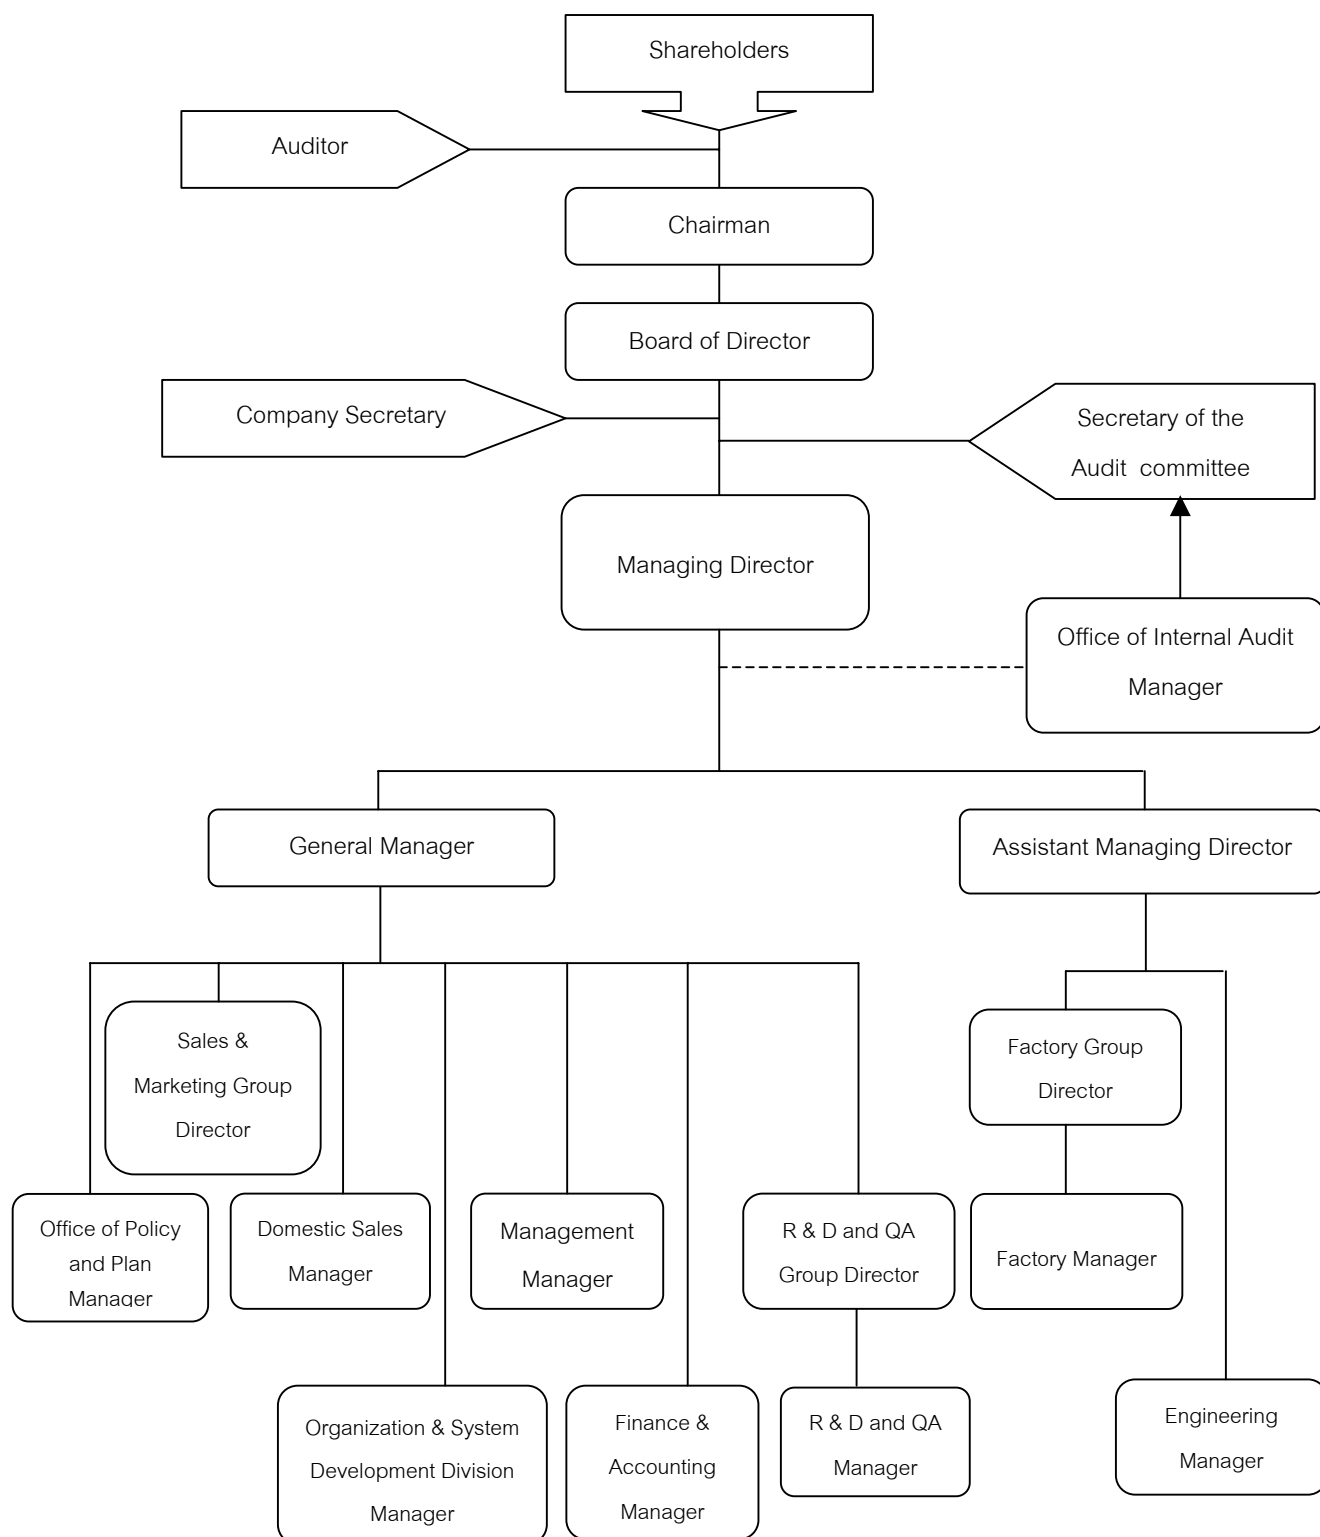 Shareholders
Auditor
Chairman
Board of Director
Company Secretary
Secretary of the
Audit committee
Managing Director
Office of Internal Audit
Manager
General Manager
Assistant Managing Director
Sales &
Marketing Group
Director
Factory Group
Director
Office of Policy
and Plan
Manager
Domestic Sales
Manager
Management
Manager
R & D and QA
Group Director
Factory Manager
Organization & System
Development Division
Manager
Finance &
Accounting
Manager
R & D and QA
Manager
Engineering
Manager